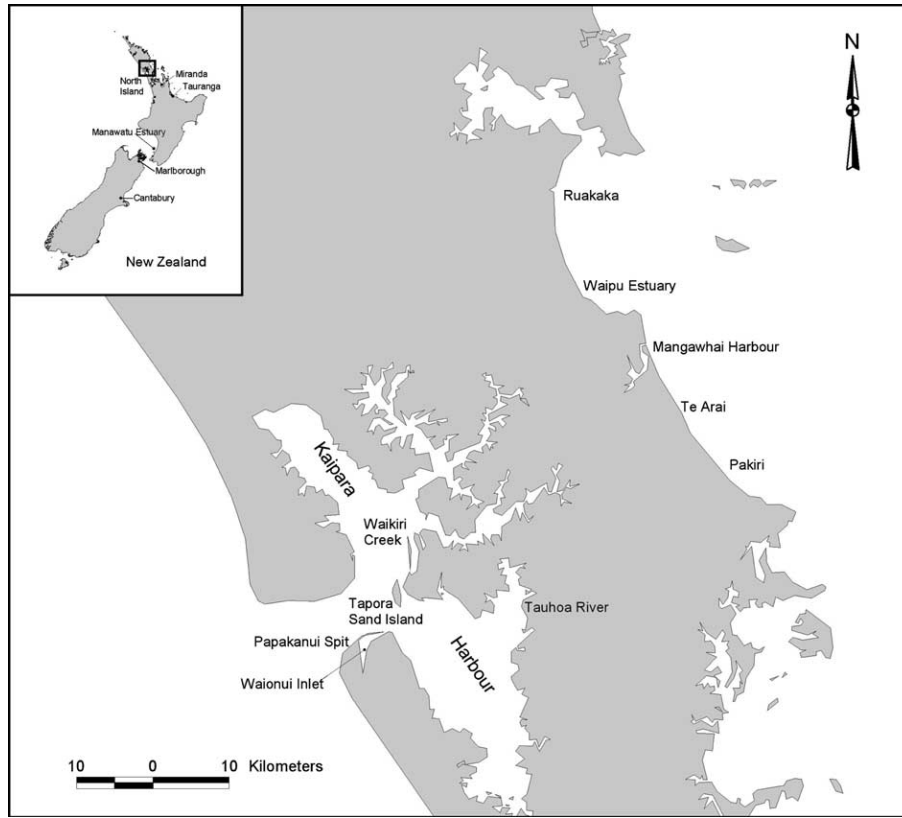 North
Island
Miranda
Tauranga
Manawatu Estuary
Marlborough
Cantabury
New Zealand
N
Ruakaka
Waipu Estuary
Mangawhai Harbour
Te Arai
Pakiri
Kaipara
Waikiri
Creek
Tapora
Sand Island
Tauhoa River
Papakanui Spit
Harbour
Waionui Inlet
10 0 10 Kilometers